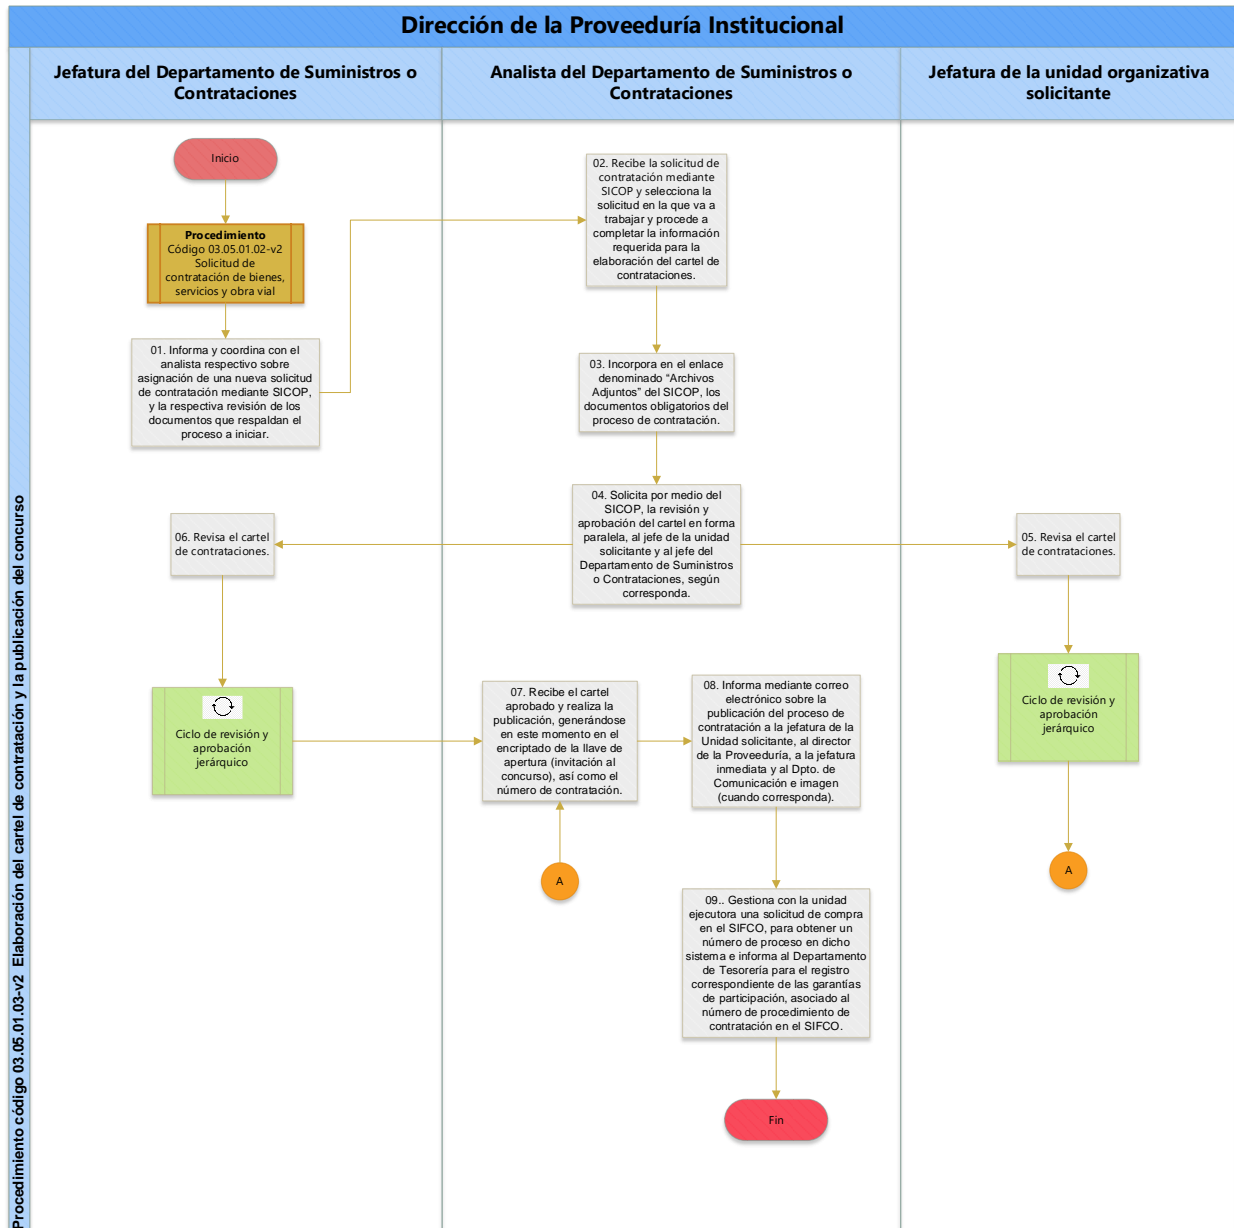 Dirección de la Proveeduría Institucional
Procedimiento código 03.05.01.03-v2 Elaboración del cartel de contratación y la publicación del concurso
Jefatura del Departamento de Suministros o
Contrataciones
Analista del Departamento de Suministros o
Contrataciones
Jefatura de la unidad organizativa
solicitante
Inicio
Procedimiento
Código 03.05.01.02-v2
Solicitud de
contratación de bienes,
servicios y obra vial
01. Informa y coordina con el
analista respectivo sobre
asignación de una nueva solicitud
de contratación mediante SICOP,
y la respectiva revisión de los
documentos que respaldan el
proceso a iniciar.
02. Recibe la solicitud de
contratación mediante
SICOP y selecciona la
solicitud en la que va a
trabajar y procede a
completar la información
requerida para la
elaboración del cartel de
contrataciones.
03. Incorpora en el enlace
denominado “Archivos
Adjuntos” del SICOP, los
documentos obligatorios del
proceso de contratación.
04. Solicita por medio del
SICOP, la revisión y
aprobación del cartel en forma
paralela, al jefe de la unidad
solicitante y al jefe del
Departamento de Suministros
o Contrataciones, según
corresponda.
06. Revisa el cartel
de contrataciones.
05. Revisa el cartel
de contrataciones.
Ciclo de revisión y
aprobación
jerárquico
07. Recibe el cartel
aprobado y realiza la
publicación, generándose
en este momento en el
encriptado de la llave de
apertura (invitación al
concurso), así como el
número de contratación.
08. Informa mediante correo
electrónico sobre la
publicación del proceso de
contratación a la jefatura de la
Unidad solicitante, al director
de la Proveeduría, a la jefatura
inmediata y al Dpto. de
Comunicación e imagen
(cuando corresponda).
Ciclo de revisión y
aprobación
jerárquico
A
A
09.. Gestiona con la unidad
ejecutora una solicitud de compra
en el SIFCO, para obtener un
número de proceso en dicho
sistema e informa al Departamento
de Tesorería para el registro
correspondiente de las garantías
de participación, asociado al
número de procedimiento de
contratación en el SIFCO.
Fin